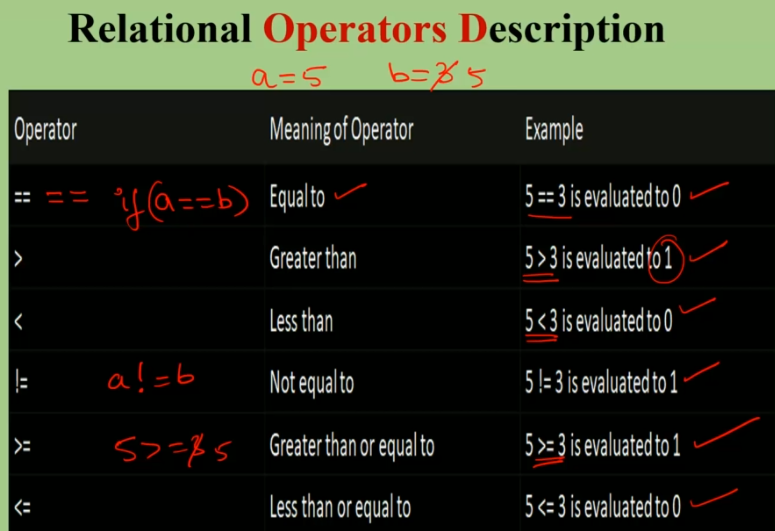 Relational Operators Description
a=5 b=3 5
Operator Meaning of Operator Example
== == if(a==b) Equal to 5 == 3 is evaluated to 0
> Greater than 5 > 3 is evaluated to 1
< Less than 5 < 3 is evaluated to 0
!= a!=b Not equal to 5 != 3 is evaluated to 1
>= 5>=3 5 Greater than or equal to 5 >= 3 is evaluated to 1
<= Less than or equal to 5 <= 3 is evaluated to 0